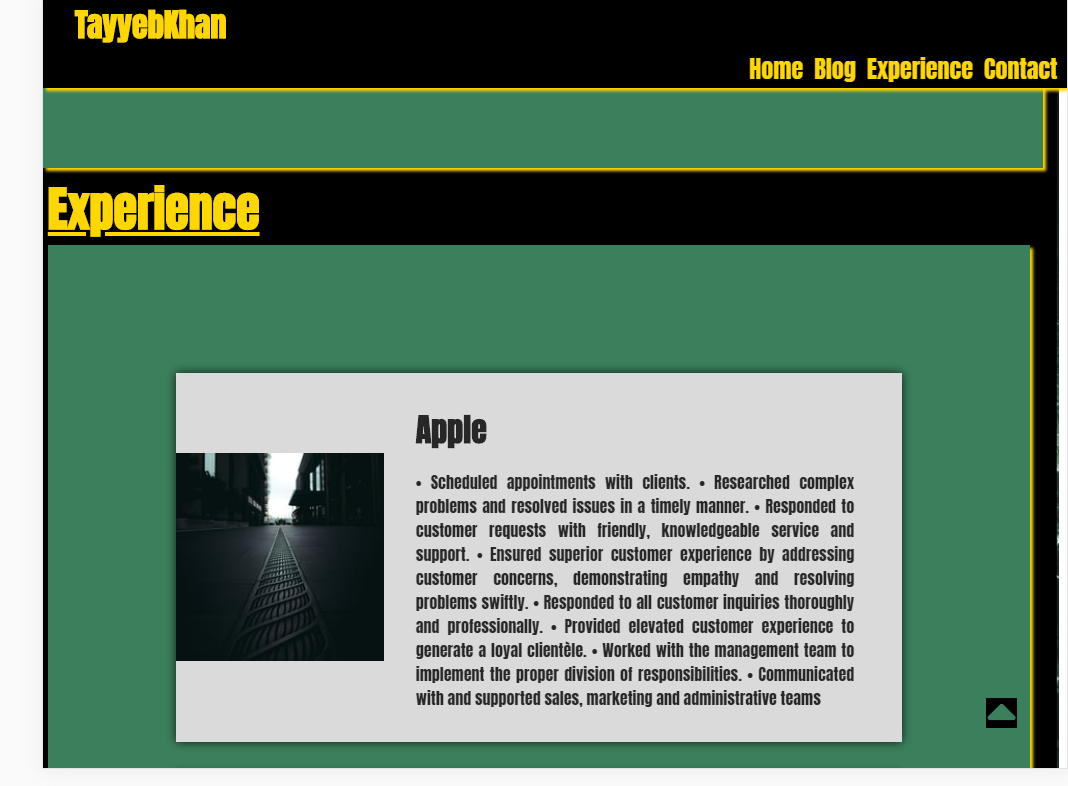 TayyebKhan
Home Blog Experience Contact
Experience
Apple
• Scheduled appointments with clients. • Researched complex
problems and resolved issues in a timely manner. • Responded to
customer requests with friendly, knowledgeable service and
support. • Ensured superior customer experience by addressing
customer concerns, demonstrating empathy and resolving
problems swiftly. • Responded to all customer inquiries thoroughly
and professionally. • Provided elevated customer experience to
generate a loyal clientèle. • Worked with the management team to
implement the proper division of responsibilities. • Communicated
with and supported sales, marketing and administrative teams